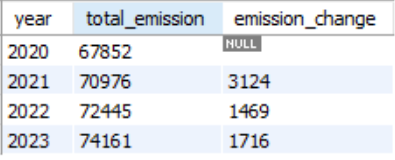 year total_emission emission_change
2020 67852 NULL
2021 70976 3124
2022 72445 1469
2023 74161 1716